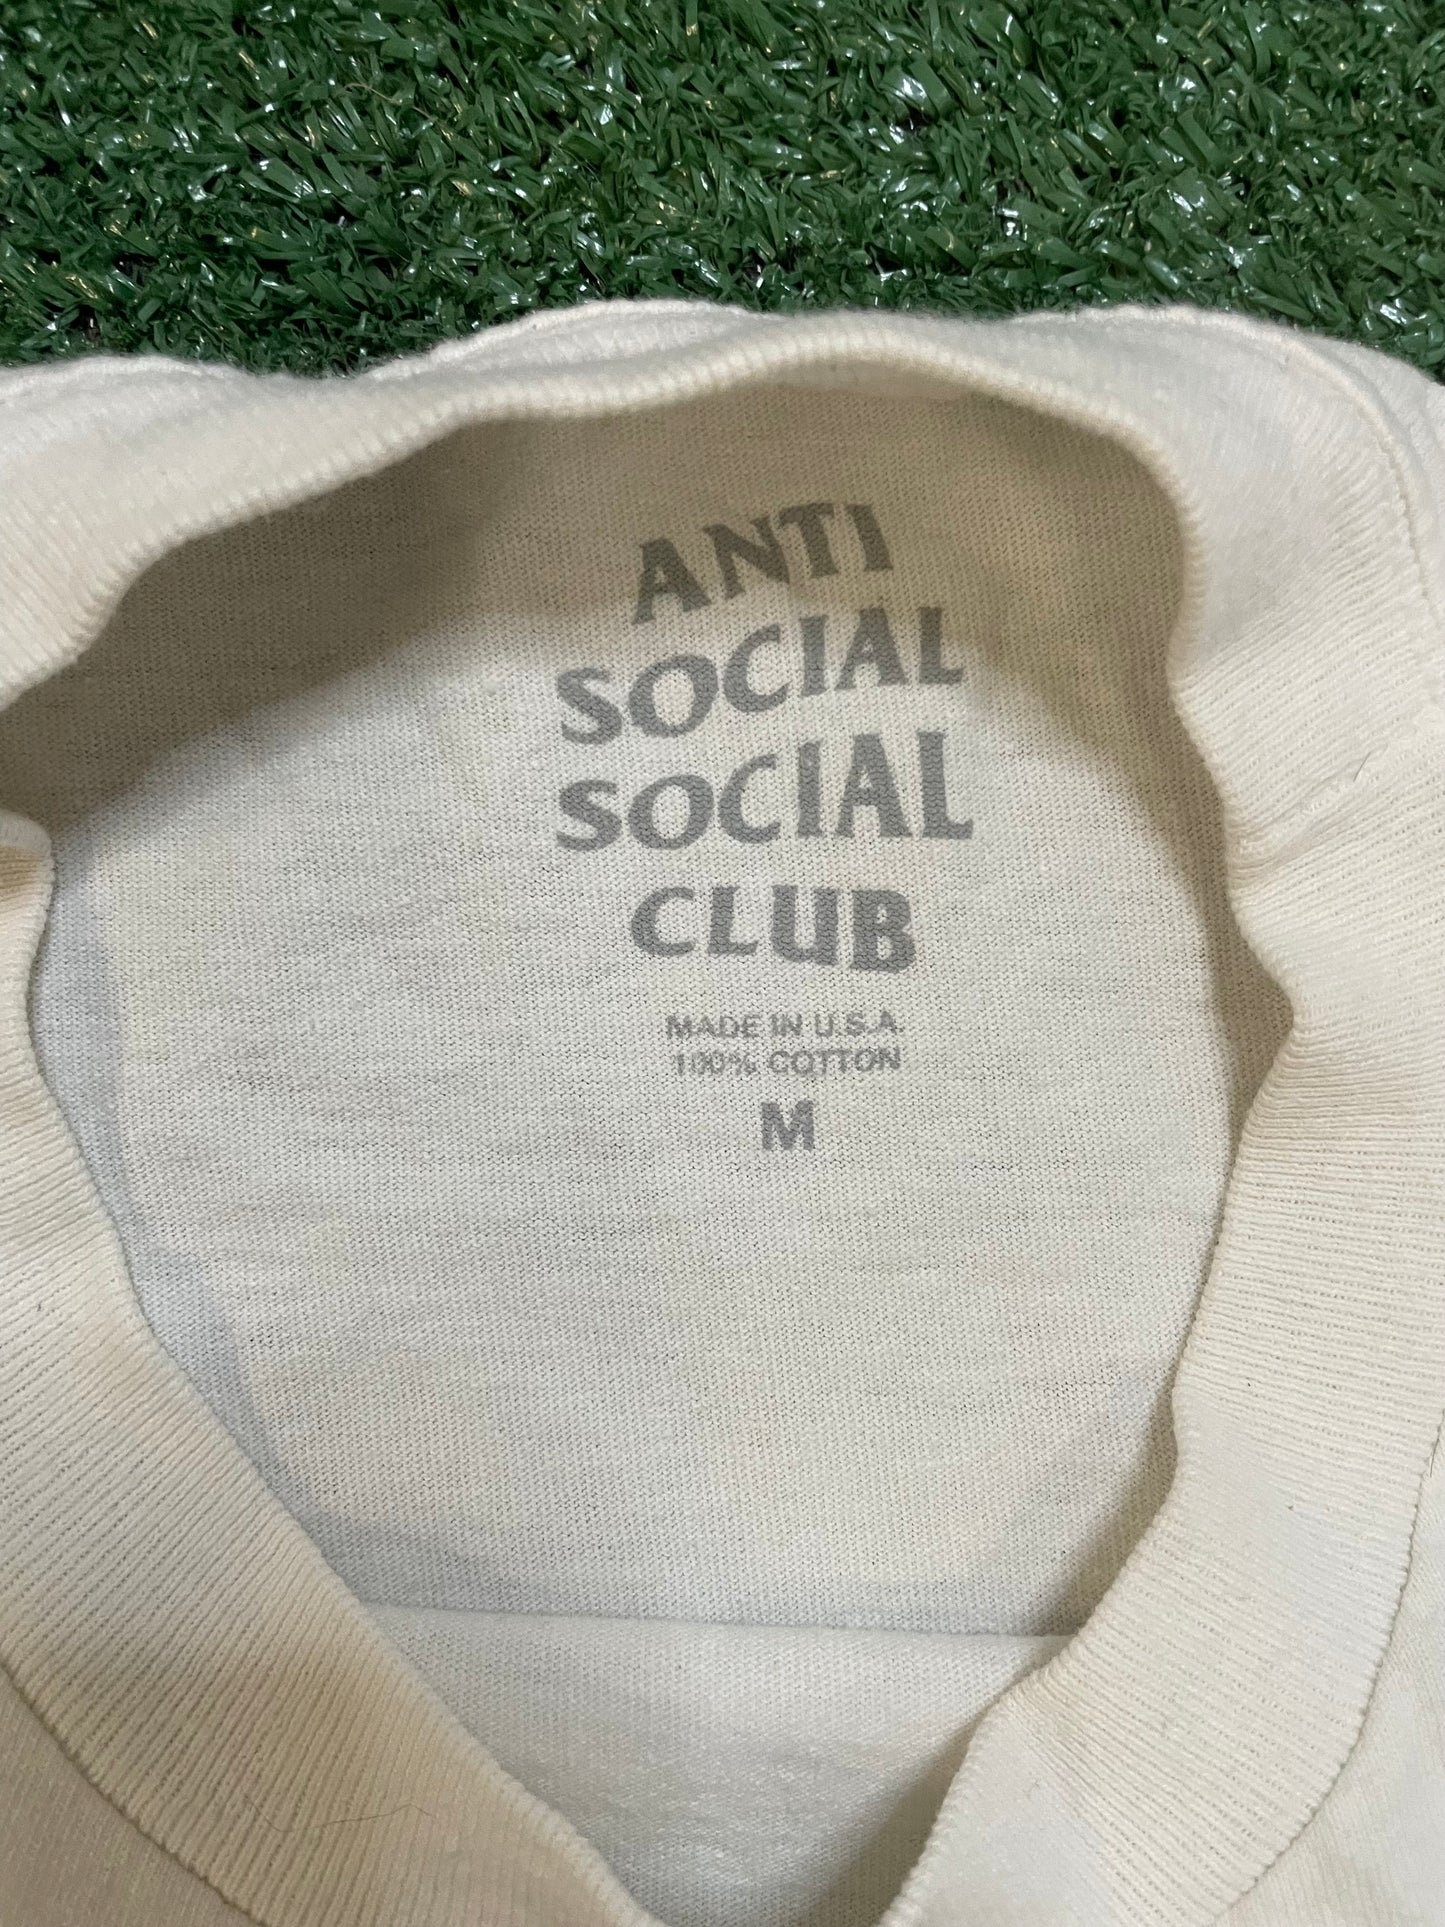 ANTI
SOCIAL
SOCIAL
CLUB
MADE IN U.S.A.
100% COTTON
M